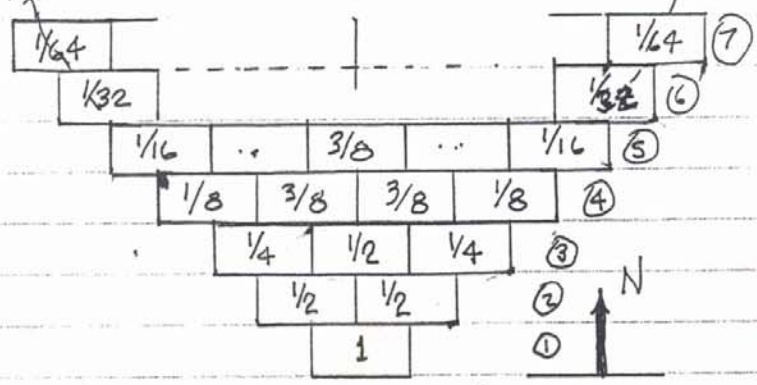 1/64 1/64 ⑦
1/32 1/32 ⑥
1/16 .. 3/8 ... 1/16 ⑤
1/8 3/8 3/8 1/8 ④
1/4 1/2 1/4 ③
1/2 1/2 ② N
1 ①